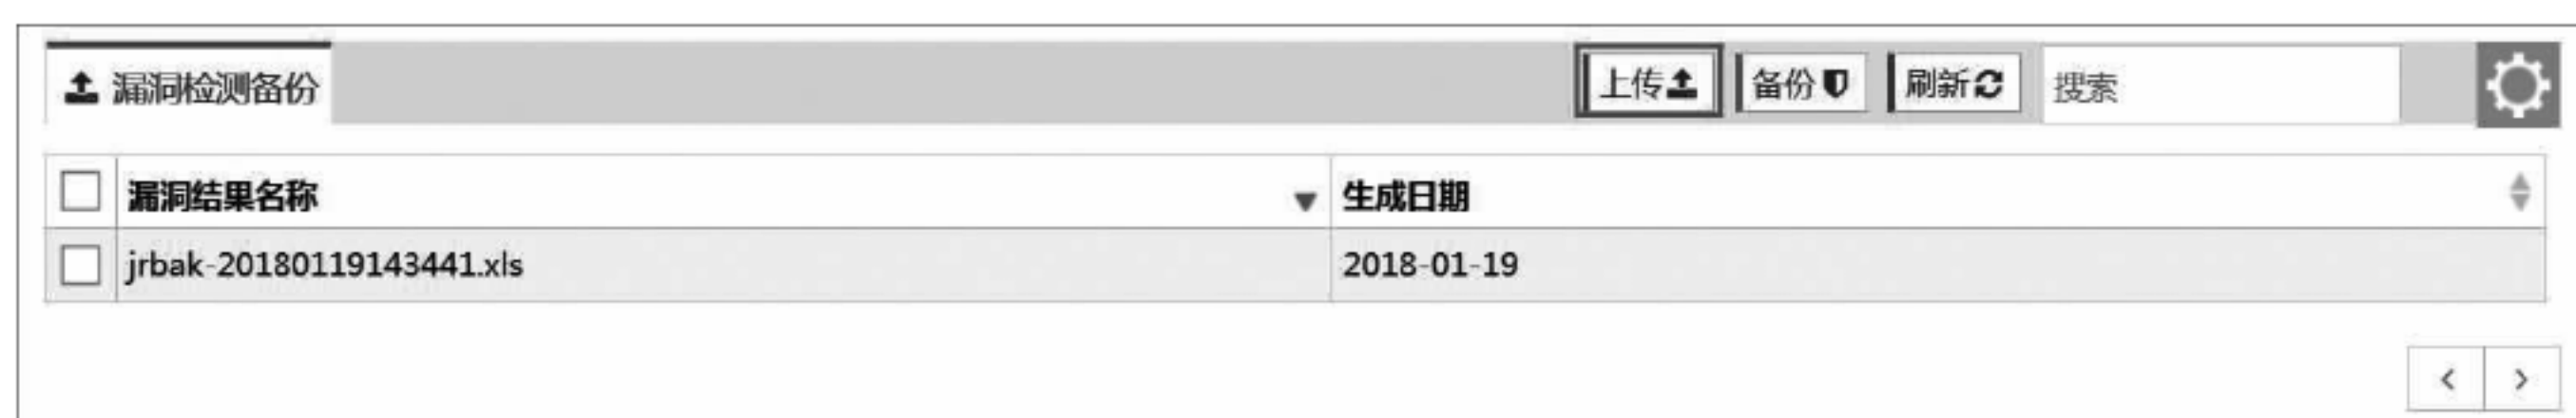 漏洞检测备份 上传 备份 刷新 搜索
漏洞结果名称 生成日期
jrbak-20180119143441.xls 2018-01-19